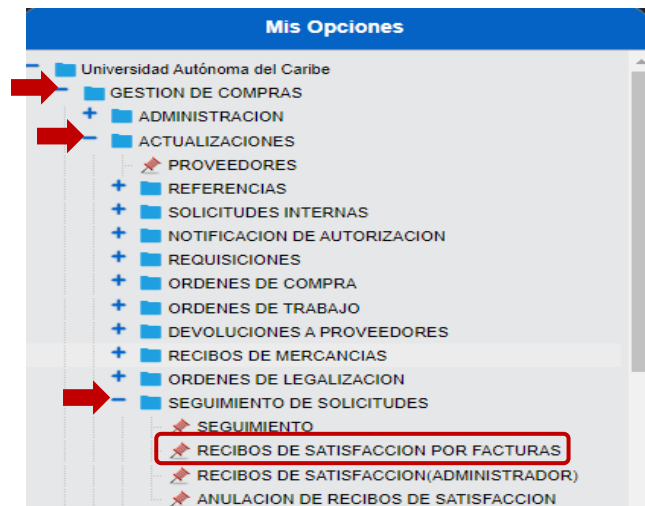 Mis Opciones
Universidad Autónoma del Caribe
GESTION DE COMPRAS
ADMINISTRACION
ACTUALIZACIONES
PROVEEDORES
REFERENCIAS
SOLICITUDES INTERNAS
NOTIFICACION DE AUTORIZACION
REQUISICIONES
ORDENES DE COMPRA
ORDENES DE TRABAJO
DEVOLUCIONES A PROVEEDORES
RECIBOS DE MERCANCIAS
ORDENES DE LEGALIZACION
SEGUIMIENTO DE SOLICITUDES
SEGUIMIENTO
RECIBOS DE SATISFACCION POR FACTURAS
RECIBOS DE SATISFACCION(ADMINISTRADOR)
ANULACION DE RECIBOS DE SATISFACCION